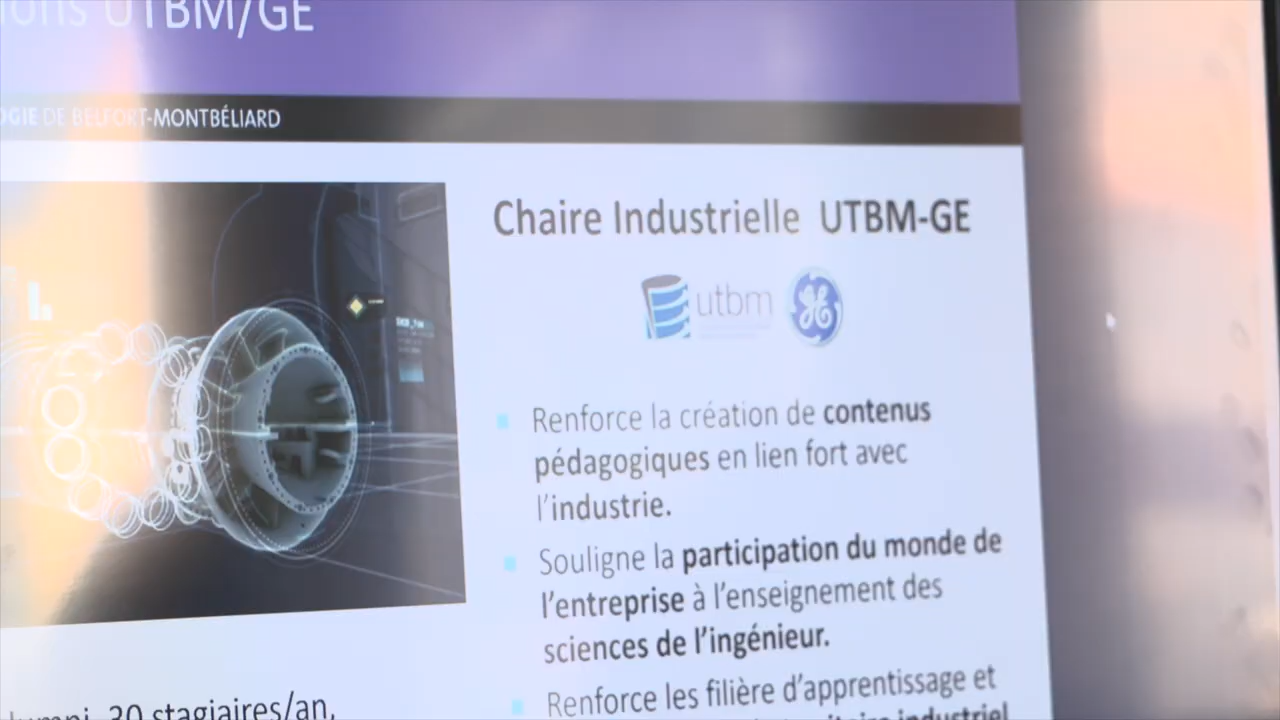 UTBM/GE
DE BELFORT-MONTBÉLIARD
Chaire Industrielle UTBM-GE
utbm
GE
Renforce la création de contenus
pédagogiques en lien fort avec
l'industrie.
Souligne la participation du monde de
l'entreprise à l'enseignement des
sciences de l'ingénieur.
Renforce les filière d'apprentissage et
industriel
30 stagiaires/an,